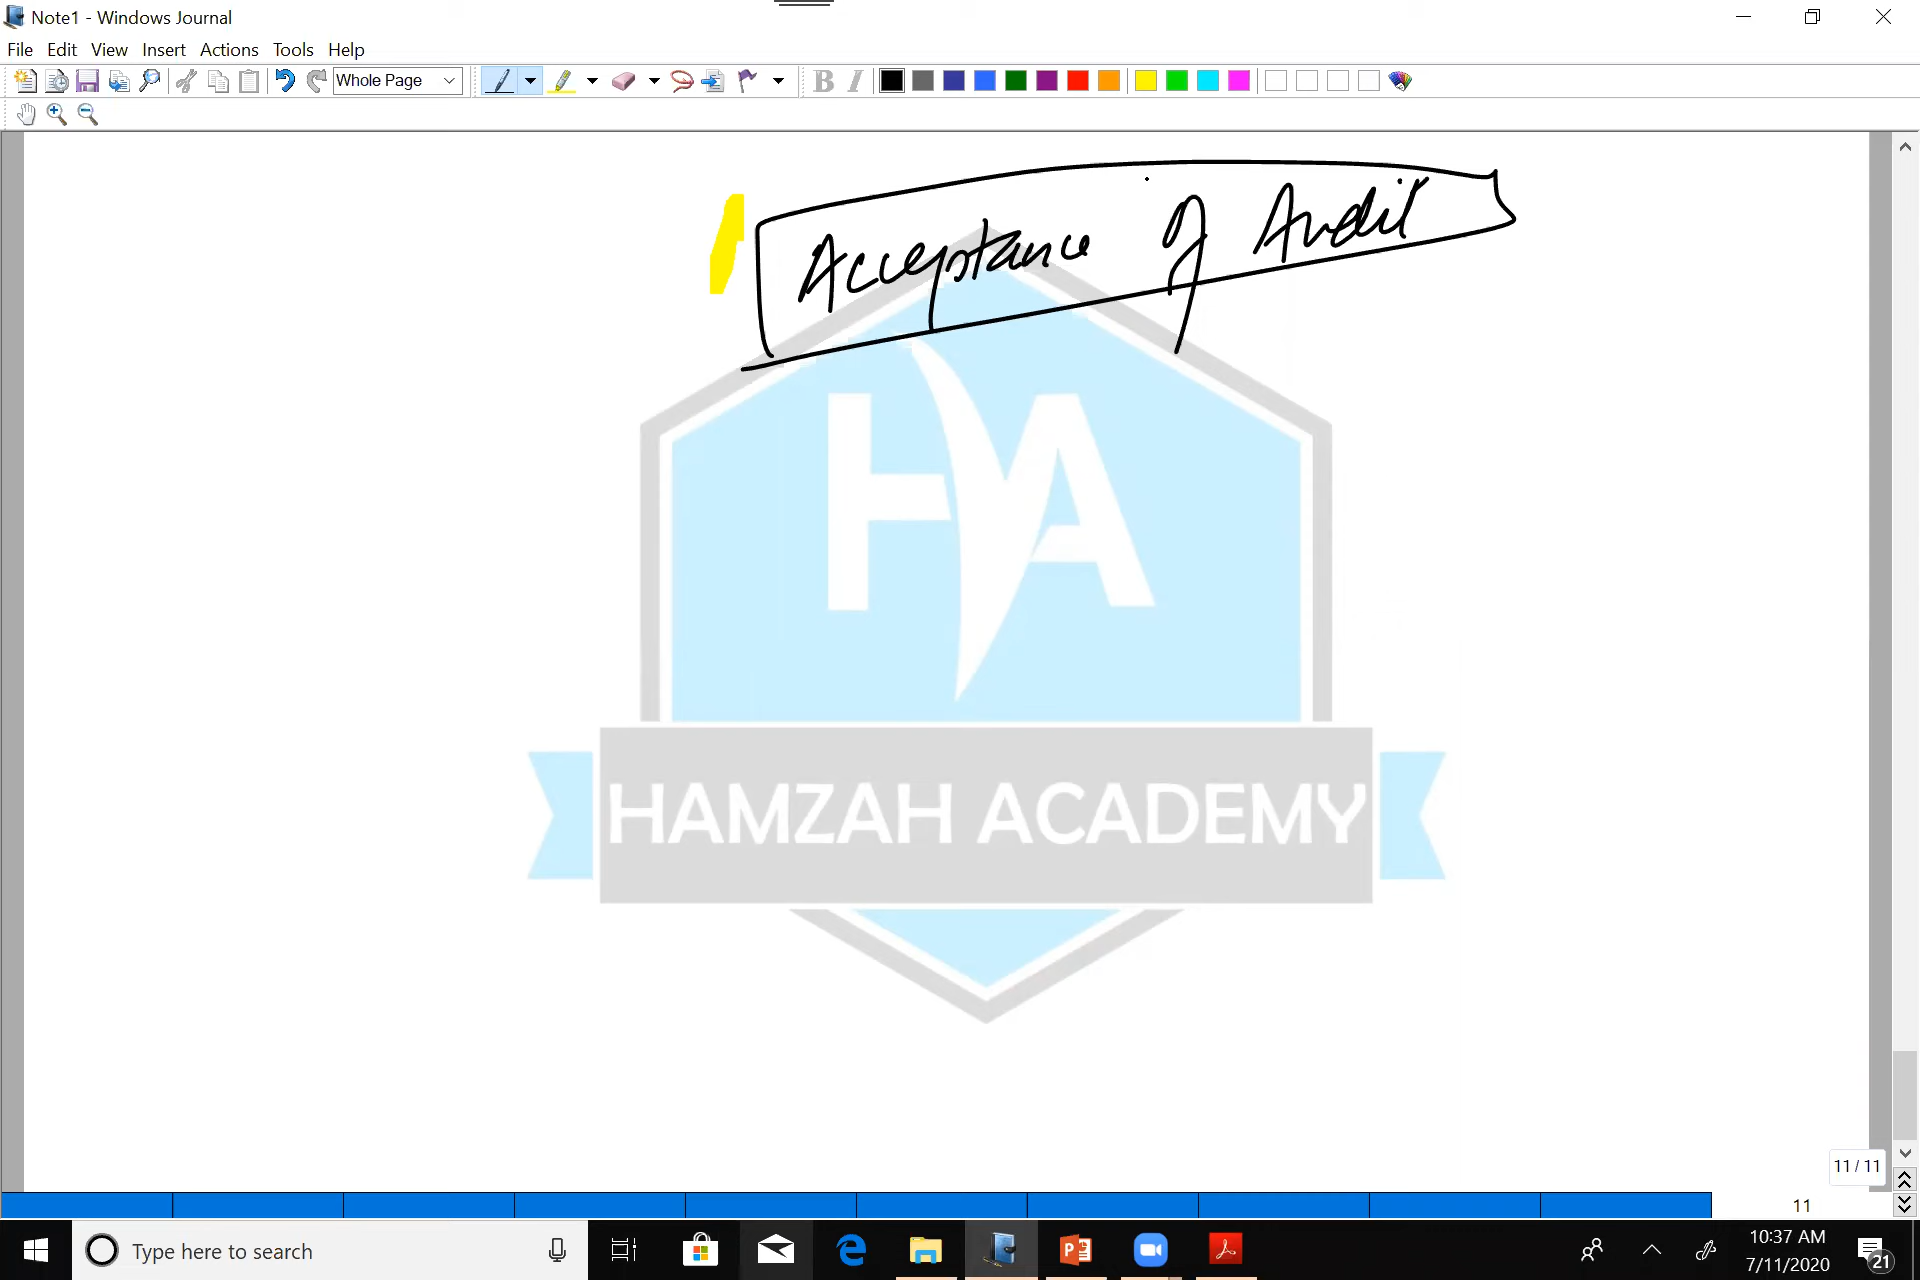 Note1 - Windows Journal
File Edit View Insert Actions Tools Help
Whole Page
B I
Acceptance of Audit
HA
HAMZAH ACADEMY
11 / 11
11
Type here to search
10:37 AM
7/11/2020
21